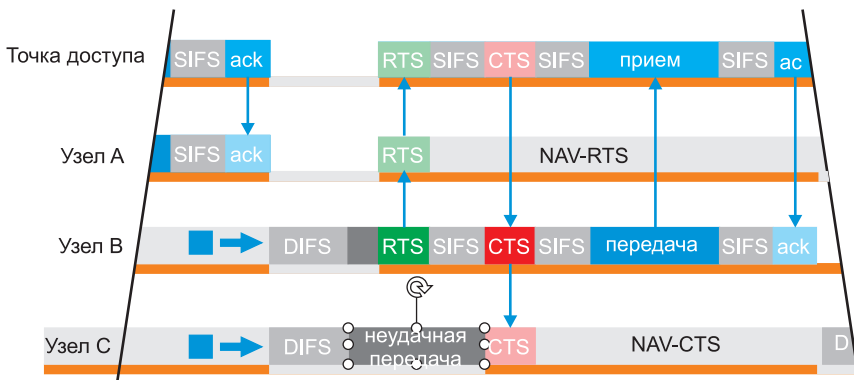 Точка доступа SIFS ack RTS SIFS CTS SIFS прием SIFS ac
Узел A SIFS ack RTS NAV-RTS
Узел B DIFS RTS SIFS CTS SIFS передача SIFS ack
Узел C DIFS неудачная передача CTS NAV-CTS D